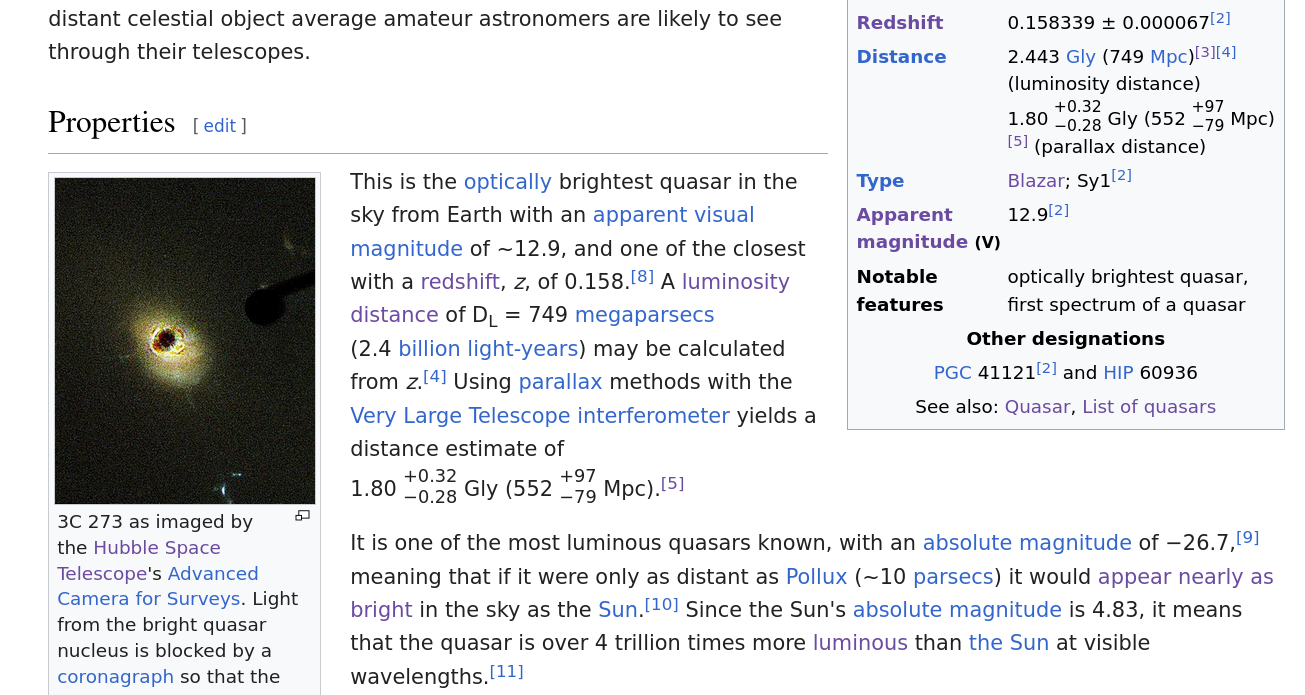 distant celestial object average amateur astronomers are likely to see
through their telescopes.
Properties [ edit ]
3C 273 as imaged by
the Hubble Space
Telescope's Advanced
Camera for Surveys. Light
from the bright quasar
nucleus is blocked by a
coronagraph so that the
This is the optically brightest quasar in the
sky from Earth with an apparent visual
magnitude of ~12.9, and one of the closest
with a redshift, z, of 0.158.[8] A luminosity
distance of DL = 749 megaparsecs
(2.4 billion light-years) may be calculated
from z.[4] Using parallax methods with the
Very Large Telescope interferometer yields a
distance estimate of
1.80 +0.32 −0.28 Gly (552 +97 −79 Mpc).[5]
It is one of the most luminous quasars known, with an absolute magnitude of −26.7,[9]
meaning that if it were only as distant as Pollux (~10 parsecs) it would appear nearly as
bright in the sky as the Sun.[10] Since the Sun's absolute magnitude is 4.83, it means
that the quasar is over 4 trillion times more luminous than the Sun at visible
wavelengths.[11]
Redshift 0.158339 ± 0.000067[2]
Distance 2.443 Gly (749 Mpc)[3][4]
(luminosity distance)
1.80 +0.32 −0.28 Gly (552 +97 −79 Mpc)
[5] (parallax distance)
Type Blazar; Sy1[2]
Apparent 12.9[2]
magnitude (V)
Notable optically brightest quasar,
features first spectrum of a quasar
Other designations
PGC 41121[2] and HIP 60936
See also: Quasar, List of quasars